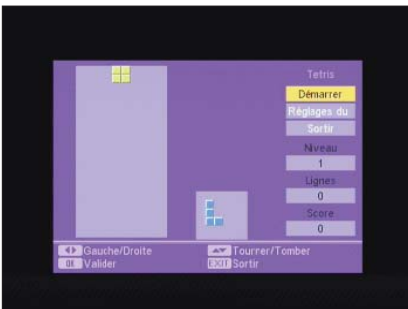 Tetris
Démarrer
Réglages du
Sortir
Niveau
1
Lignes
0
Score
0
Gauche/Droite
Tourner/Tomber
OK Valider
EXIT Sortir